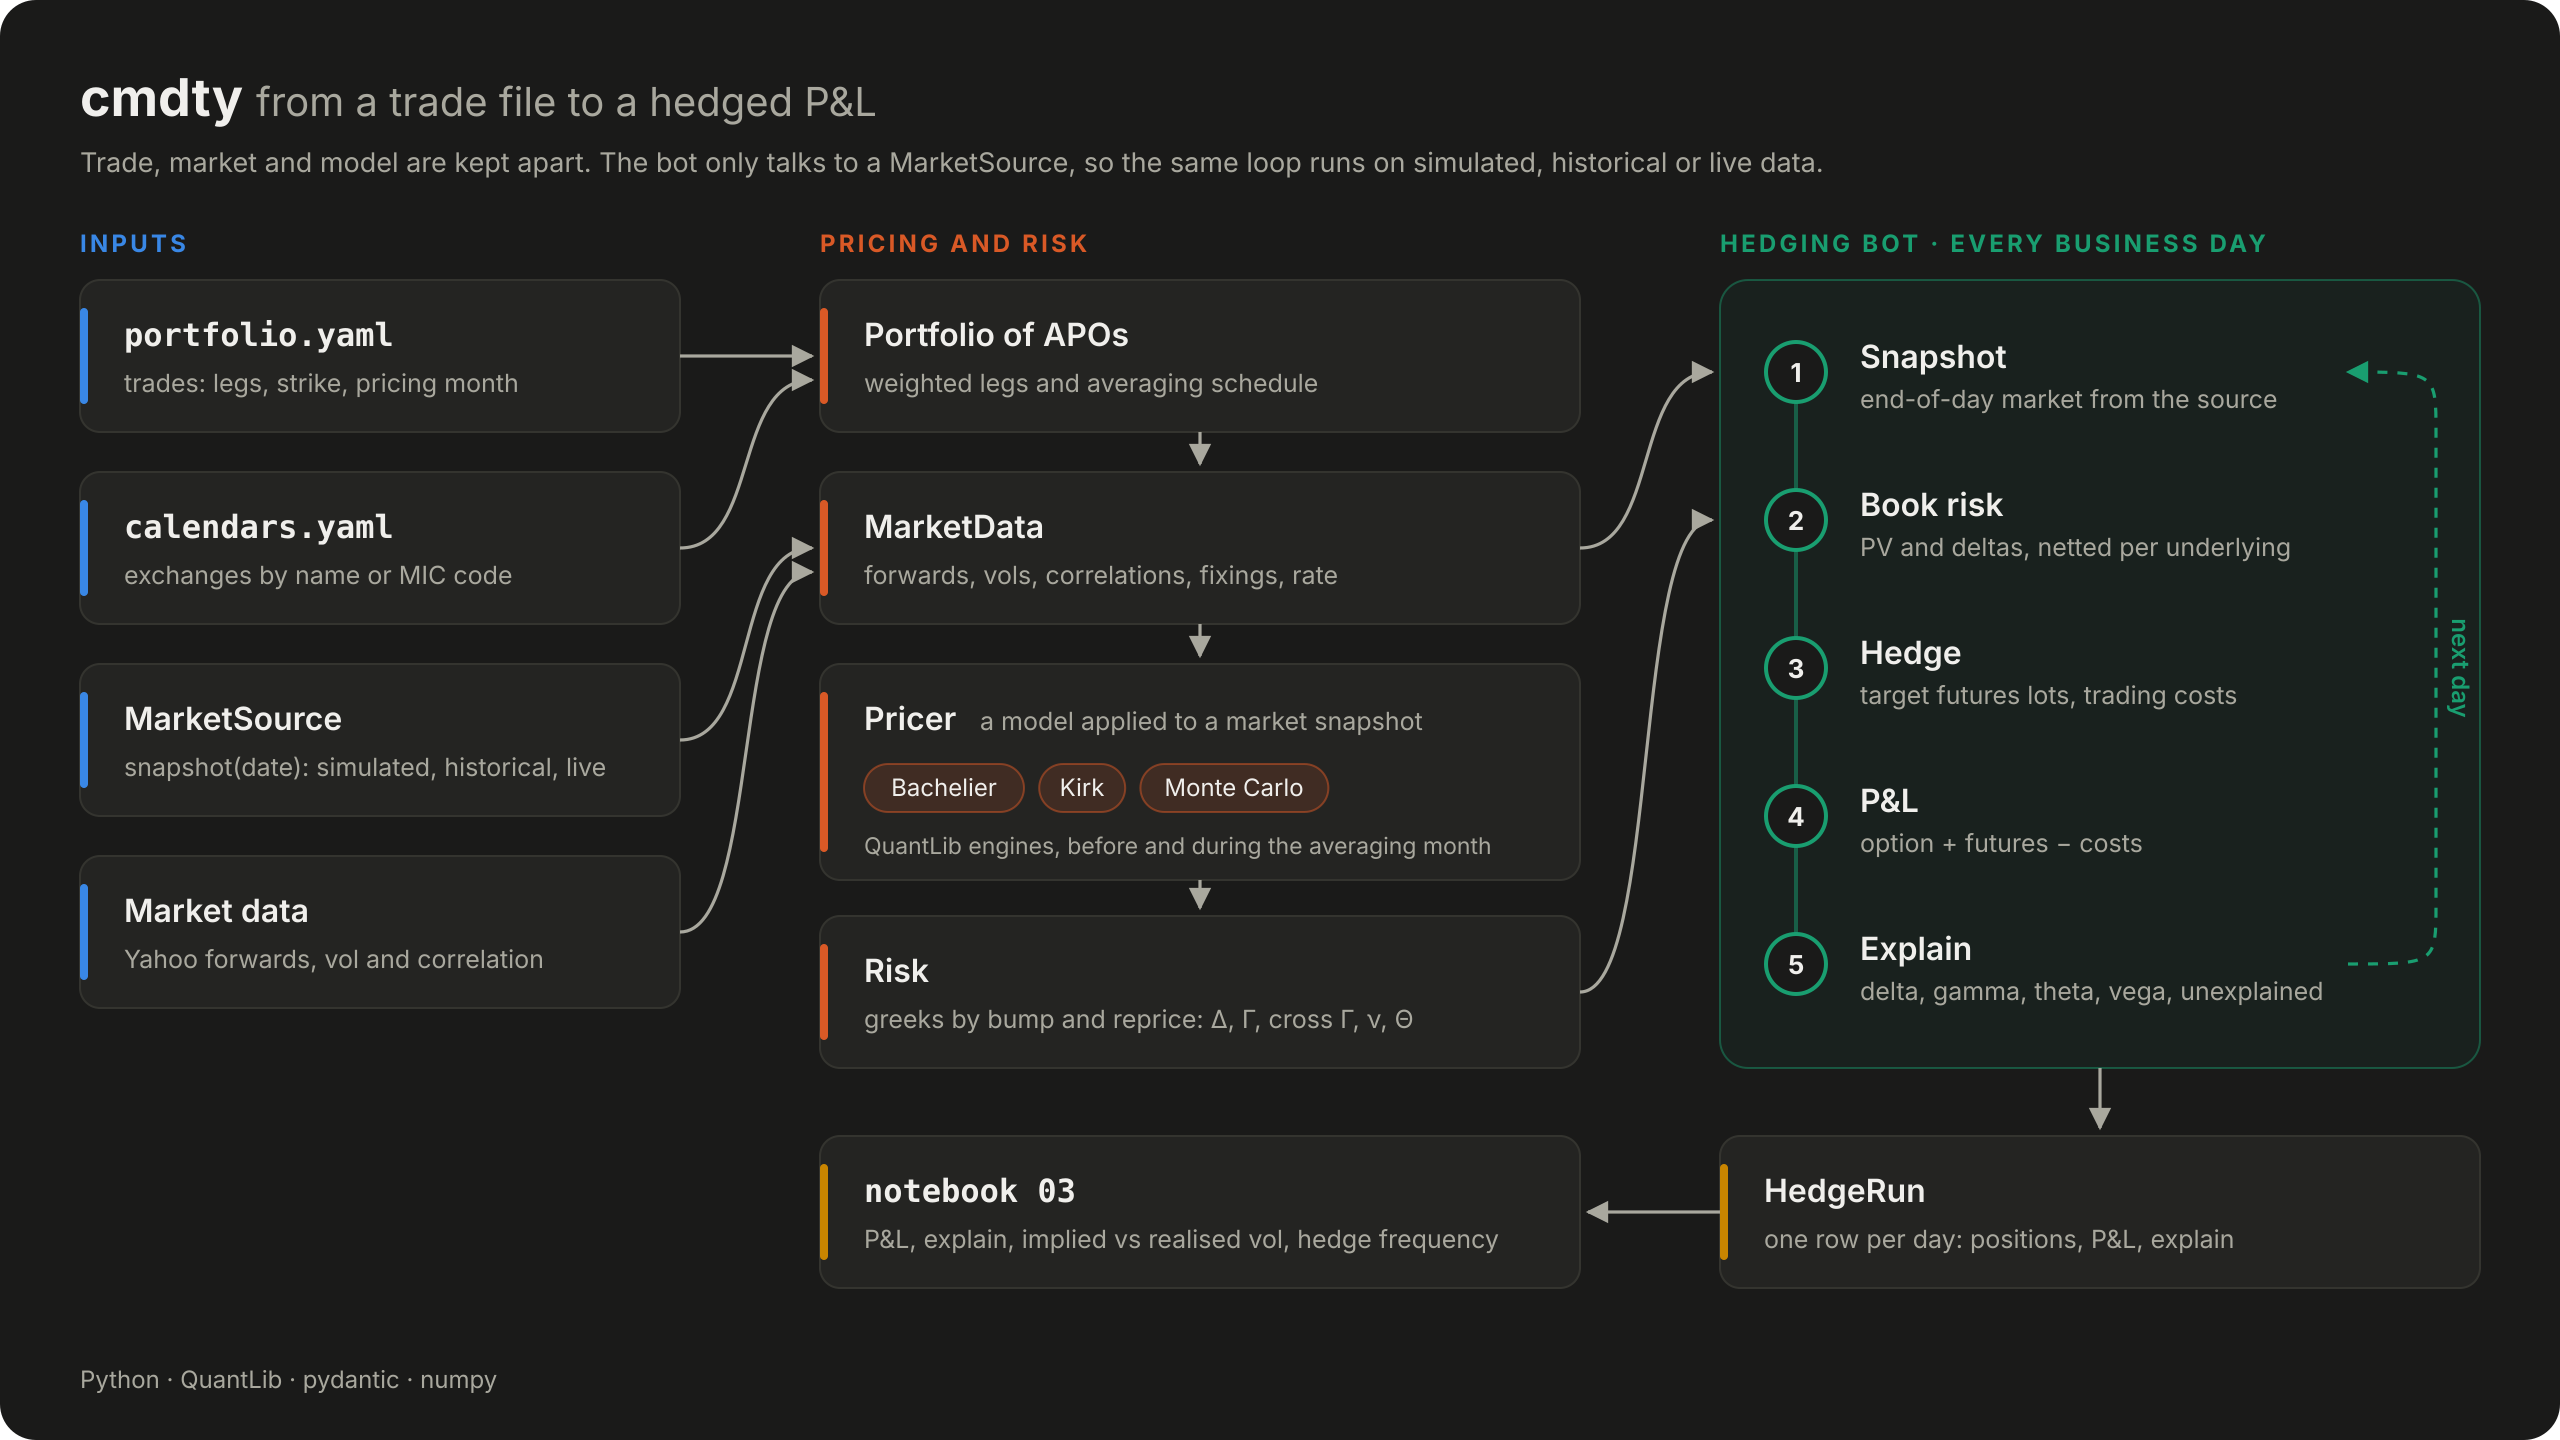 cmdty from a trade file to a hedged P&L
Trade, market and model are kept apart. The bot only talks to a MarketSource, so the same loop runs on simulated, historical or live data.
INPUTS
portfolio.yaml
trades: legs, strike, pricing month
calendars.yaml
exchanges by name or MIC code
MarketSource
snapshot(date): simulated, historical, live
Market data
Yahoo forwards, vol and correlation
PRICING AND RISK
Portfolio of APOs
weighted legs and averaging schedule
MarketData
forwards, vols, correlations, fixings, rate
Pricer a model applied to a market snapshot
Bachelier Kirk Monte Carlo
QuantLib engines, before and during the averaging month
Risk
greeks by bump and reprice: Δ, Γ, cross Γ, ν, Θ
HEDGING BOT · EVERY BUSINESS DAY
1 Snapshot
end-of-day market from the source
2 Book risk
PV and deltas, netted per underlying
3 Hedge
target futures lots, trading costs
4 P&L
option + futures − costs
5 Explain
delta, gamma, theta, vega, unexplained
next day
notebook 03
P&L, explain, implied vs realised vol, hedge frequency
HedgeRun
one row per day: positions, P&L, explain
Python · QuantLib · pydantic · numpy